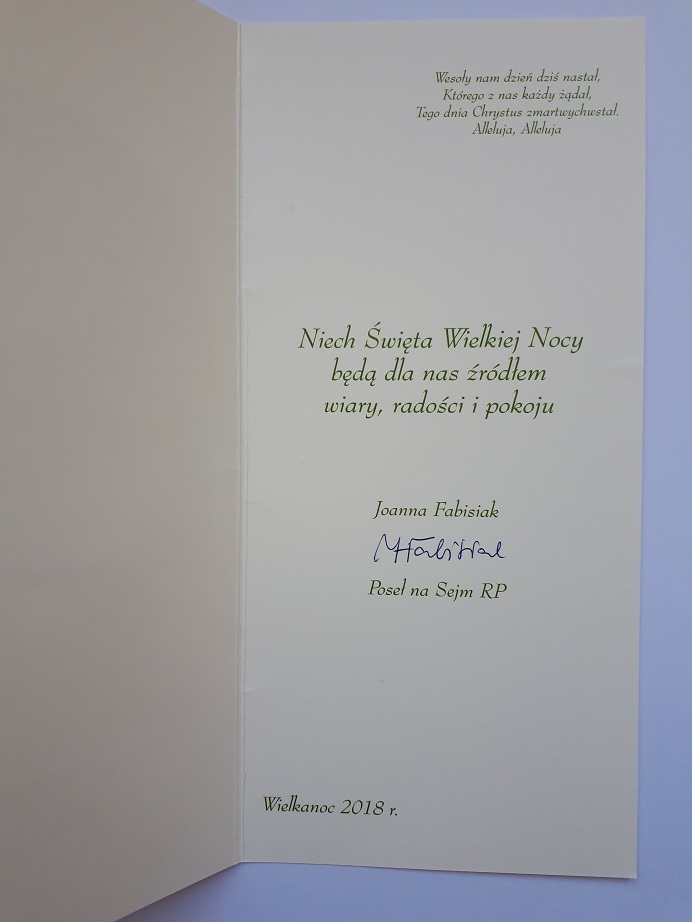 Wesoły nam dzień dziś nastał,
Którego z nas każdy żądał,
Tego dnia Chrystus zmartwychwstał.
Alleluja, Alleluja
Niech Święta Wielkiej Nocy
będą dla nas źródłem
wiary, radości i pokoju
Joanna Fabisiak
Poseł na Sejm RP
Wielkanoc 2018 r.